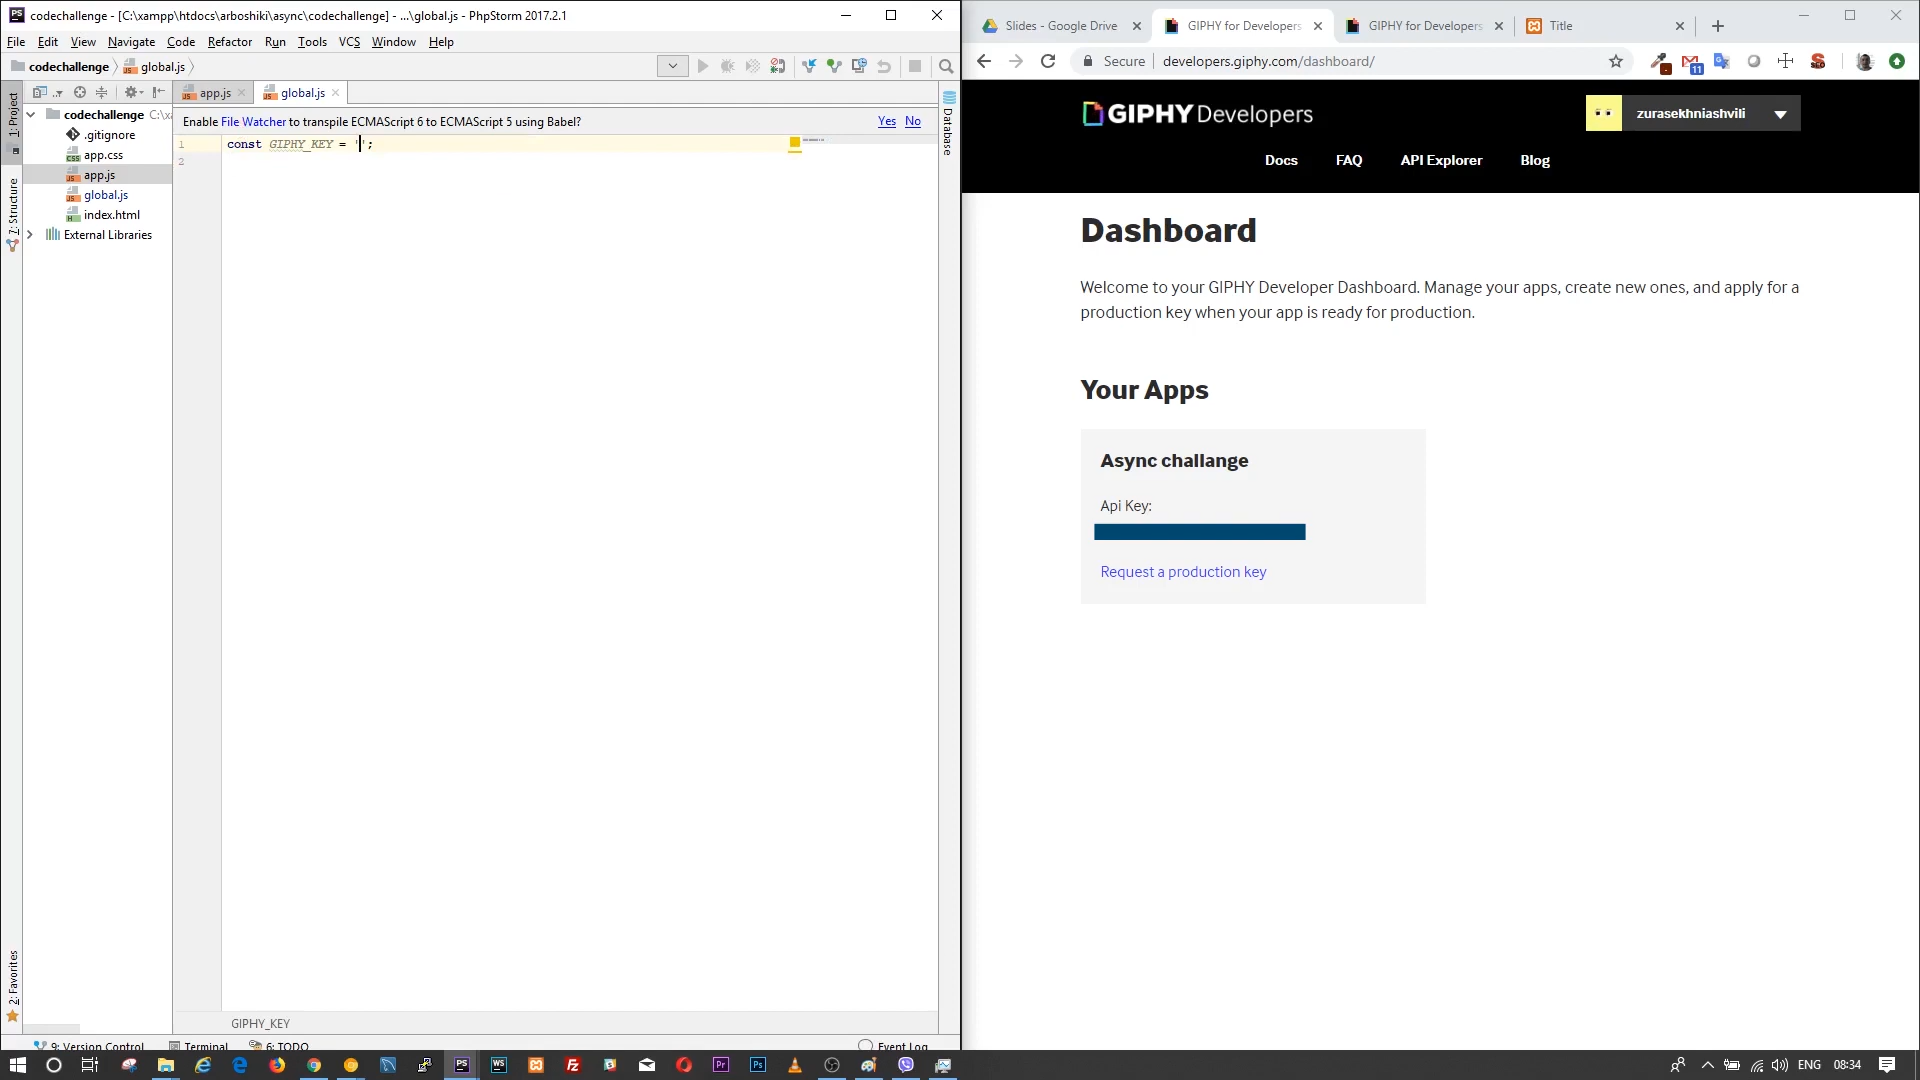 codechallenge - [C:\xampp\htdocs\arboshiki\async\codechallenge] - ...\global.js - PhpStorm 2017.2.1
File Edit View Navigate Code Refactor Run Tools VCS Window Help
codechallenge global.js
1: Project
7: Structure
2: Favorites
codechallenge C:\xa
.gitignore
app.css
app.js
global.js
index.html
External Libraries
app.js global.js
Enable File Watcher to transpile ECMAScript 6 to ECMAScript 5 using Babel? Yes No
1 const GIPHY_KEY = '';
2
Database
GIPHY_KEY
9: Version Control Terminal 6: TODO Event Log
Slides - Google Drive GIPHY for Developers GIPHY for Developers Title
Secure developers.giphy.com/dashboard/
11
GIPHY Developers
zurasekhniashvili
Docs FAQ API Explorer Blog
Dashboard
Welcome to your GIPHY Developer Dashboard. Manage your apps, create new ones, and apply for a
production key when your app is ready for production.
Your Apps
Async challange
Api Key:
Request a production key
ENG 08:34